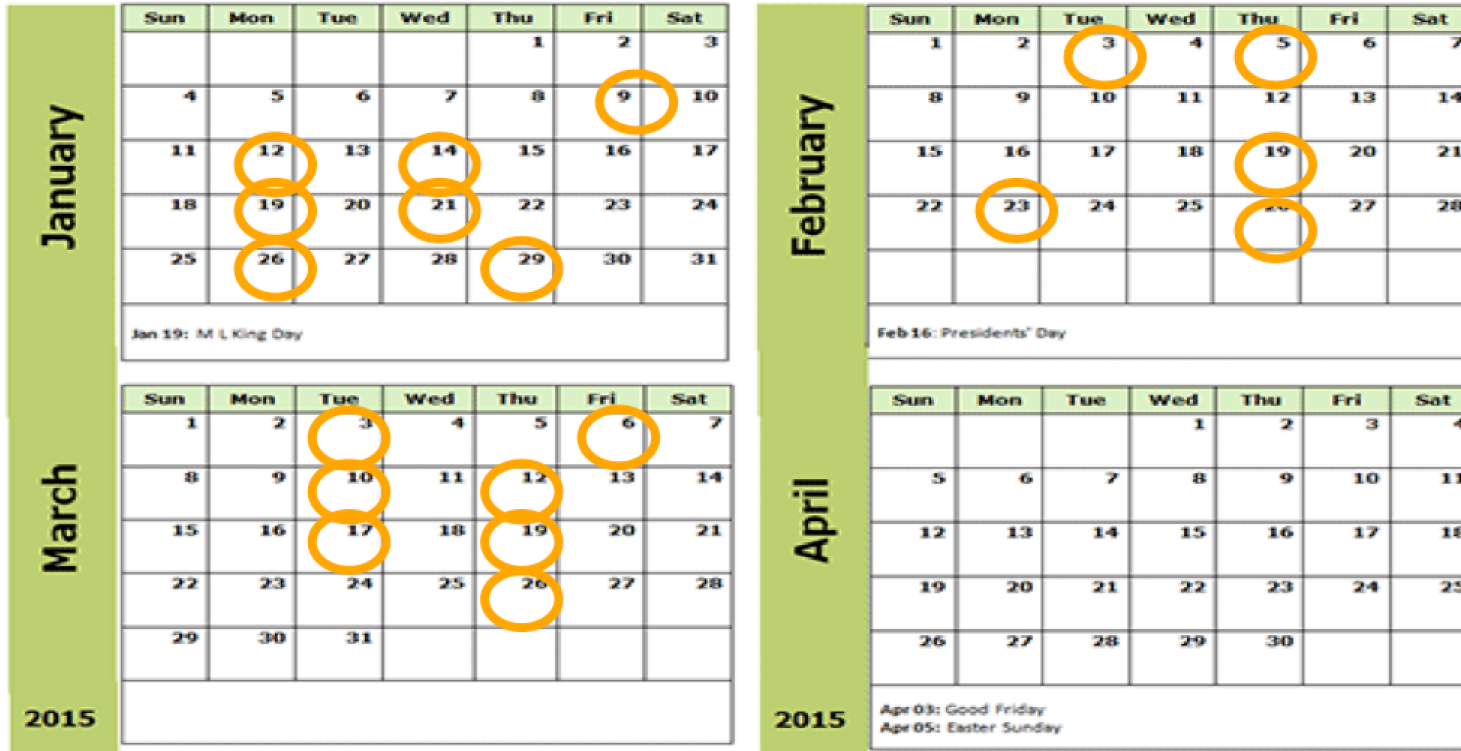 January
Sun Mon Tue Wed Thu Fri Sat
1 2 3
4 5 6 7 8 9 10
11 12 13 14 15 16 17
18 19 20 21 22 23 24
25 26 27 28 29 30 31
Jan 19: M L King Day
February
Sun Mon Tue Wed Thu Fri Sat
1 2 3 4 5 6 7
8 9 10 11 12 13 14
15 16 17 18 19 20 21
22 23 24 25 26 27 28
Feb 16: Presidents' Day
March
Sun Mon Tue Wed Thu Fri Sat
1 2 3 4 5 6 7
8 9 10 11 12 13 14
15 16 17 18 19 20 21
22 23 24 25 26 27 28
29 30 31
2015
April
Sun Mon Tue Wed Thu Fri Sat
1 2 3 4
5 6 7 8 9 10 11
12 13 14 15 16 17 18
19 20 21 22 23 24 25
26 27 28 29 30
2015
Apr 03: Good Friday
Apr 05: Easter Sunday